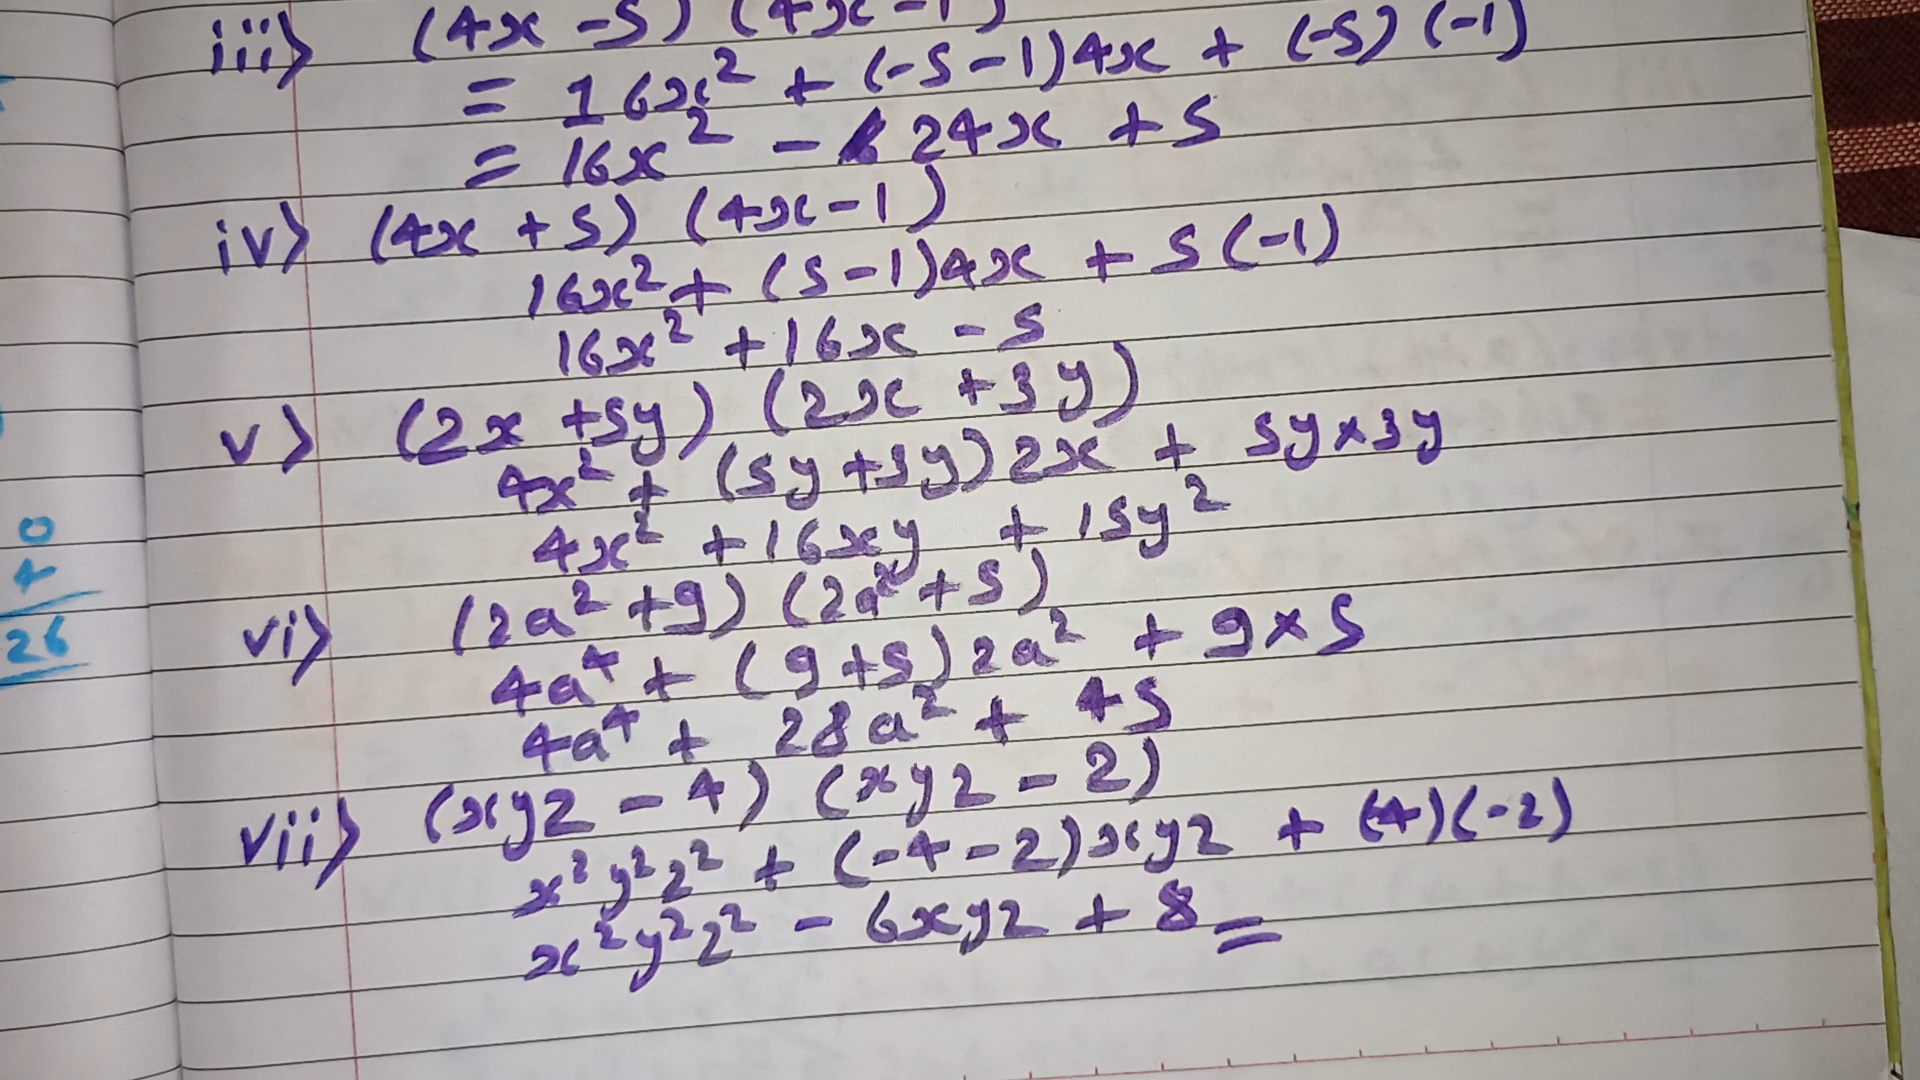 iii) (4x - 5) (4x - 1)
= 16x² + (-5 - 1)4x + (-5) (-1)
= 16x² - 24x + 5
iv) (4x + 5) (4x - 1)
16x² + (5 - 1)4x + 5 (-1)
16x² + 16x - 5
v) (2x + 5y) (2x + 3y)
4x² + (5y + 3y) 2x + 5y × 3y
4x² + 16xy + 15y²
vi) (2a² + 9) (2a² + 5)
4a⁴ + (9 + 5) 2a² + 9 × 5
4a⁴ + 28a² + 45
vii) (xyz - 4) (xyz - 2)
x²y²z² + (-4 - 2) xyz + (-4) (-2)
x²y²z² - 6xyz + 8
0
4
26